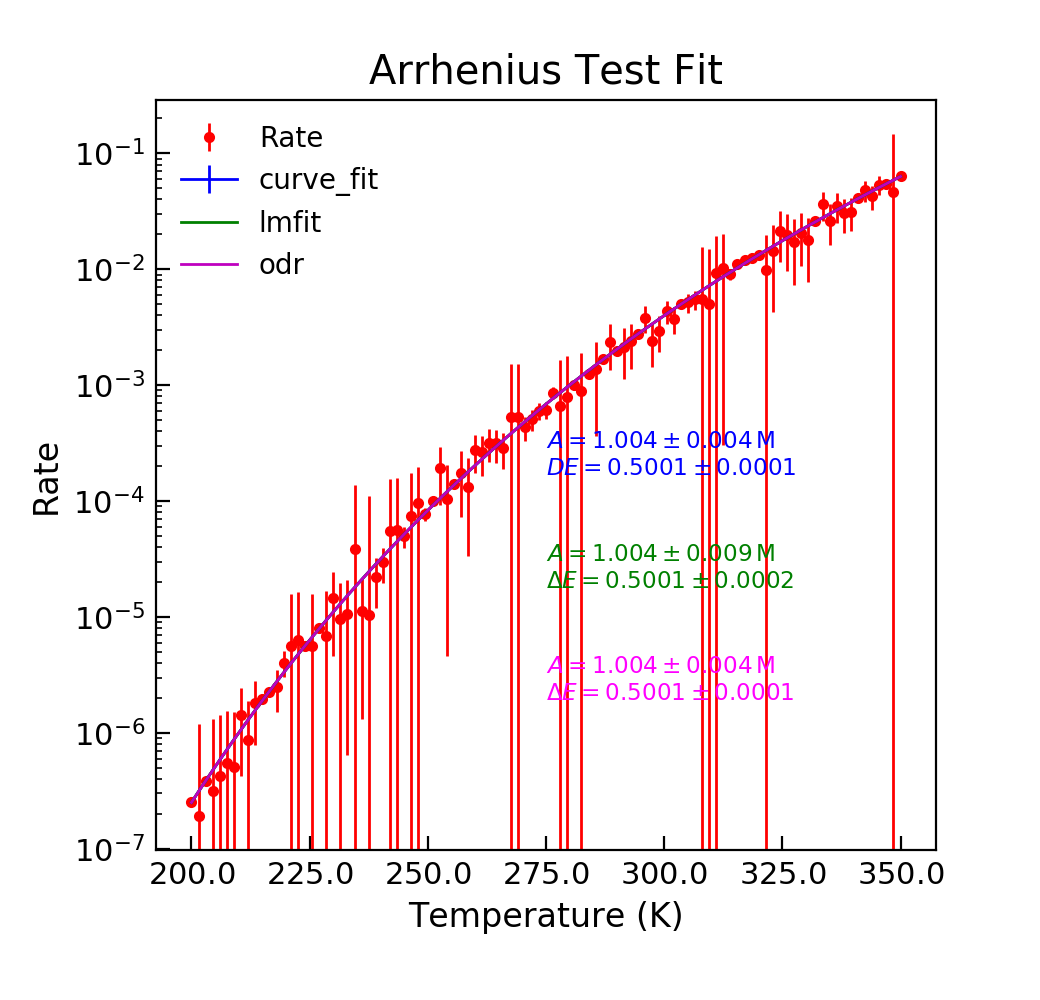 Arrhenius Test Fit
Rate
curve_fit
lmfit
odr
10⁻¹
10⁻²
10⁻³
10⁻⁴
10⁻⁵
10⁻⁶
10⁻⁷
Rate
A = 1.004 ± 0.004 M
DE = 0.5001 ± 0.0001
A = 1.004 ± 0.009 M
ΔE = 0.5001 ± 0.0002
A = 1.004 ± 0.004 M
ΔE = 0.5001 ± 0.0001
200.0 225.0 250.0 275.0 300.0 325.0 350.0
Temperature (K)